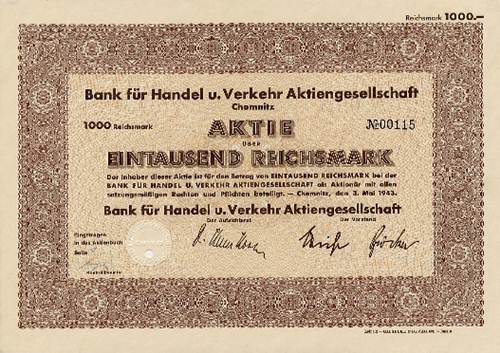 Reichsmark 1000.—
Bank für Handel u. Verkehr Aktiengesellschaft
Chemnitz
1000 Reichsmark
AKTIE
№ 00115
ÜBER
EINTAUSEND REICHSMARK
Der Inhaber dieser Aktie ist für den Betrag von EINTAUSEND REICHSMARK bei der
BANK FÜR HANDEL U. VERKEHR AKTIENGESELLSCHAFT als Aktionär mit allen
satzungsmäßigen Rechten und Pflichten beteiligt. — Chemnitz, den 3. Mai 1943.
Bank für Handel u. Verkehr Aktiengesellschaft
Der Aufsichtsrat Der Vorstand
Eingetragen
in das Aktienbuch
Seite